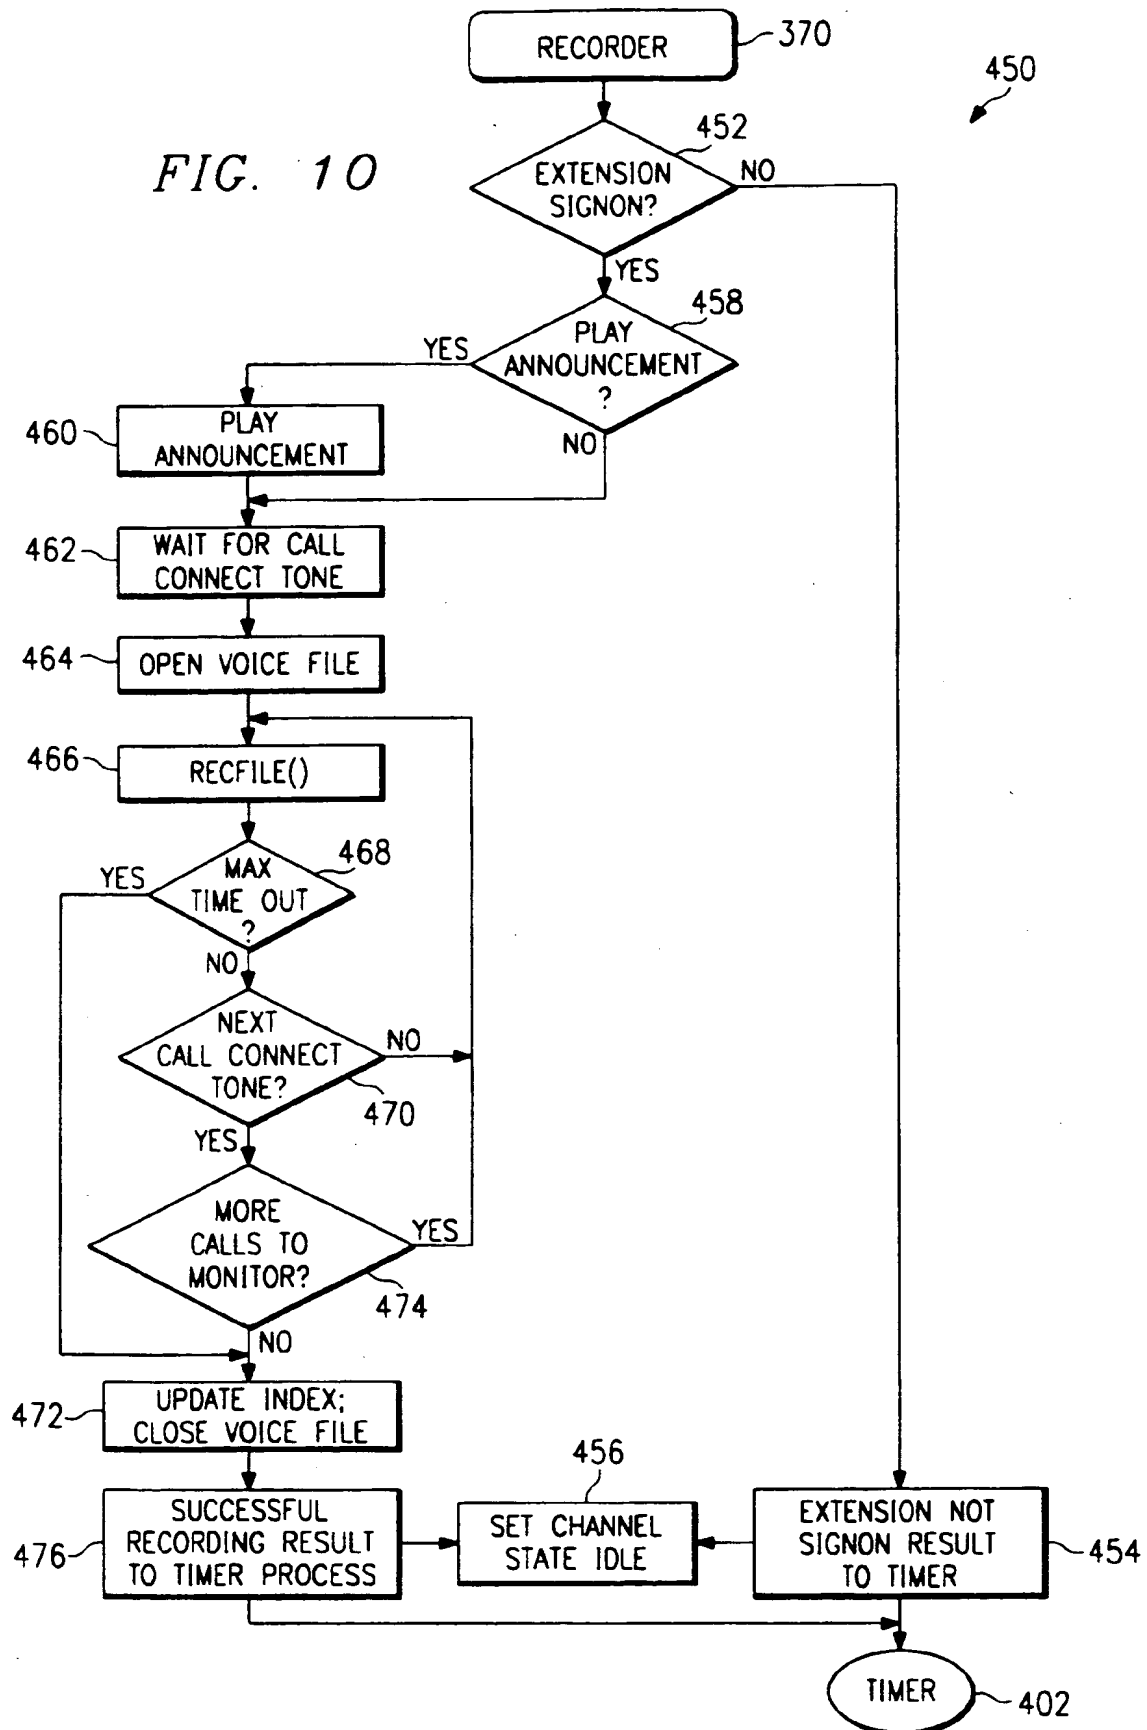 RECORDER
370
450
FIG. 10
452
EXTENSION
SIGNON?
NO
YES
458
PLAY
ANNOUNCEMENT
?
YES
NO
460
PLAY
ANNOUNCEMENT
462
WAIT FOR CALL
CONNECT TONE
464
OPEN VOICE FILE
466
RECFILE()
468
MAX
TIME OUT
?
YES
NO
NEXT
CALL CONNECT
TONE?
NO
470
YES
MORE
CALLS TO
MONITOR?
YES
474
NO
472
UPDATE INDEX;
CLOSE VOICE FILE
476
SUCCESSFUL
RECORDING RESULT
TO TIMER PROCESS
456
SET CHANNEL
STATE IDLE
EXTENSION NOT
SIGNON RESULT
TO TIMER
454
TIMER
402